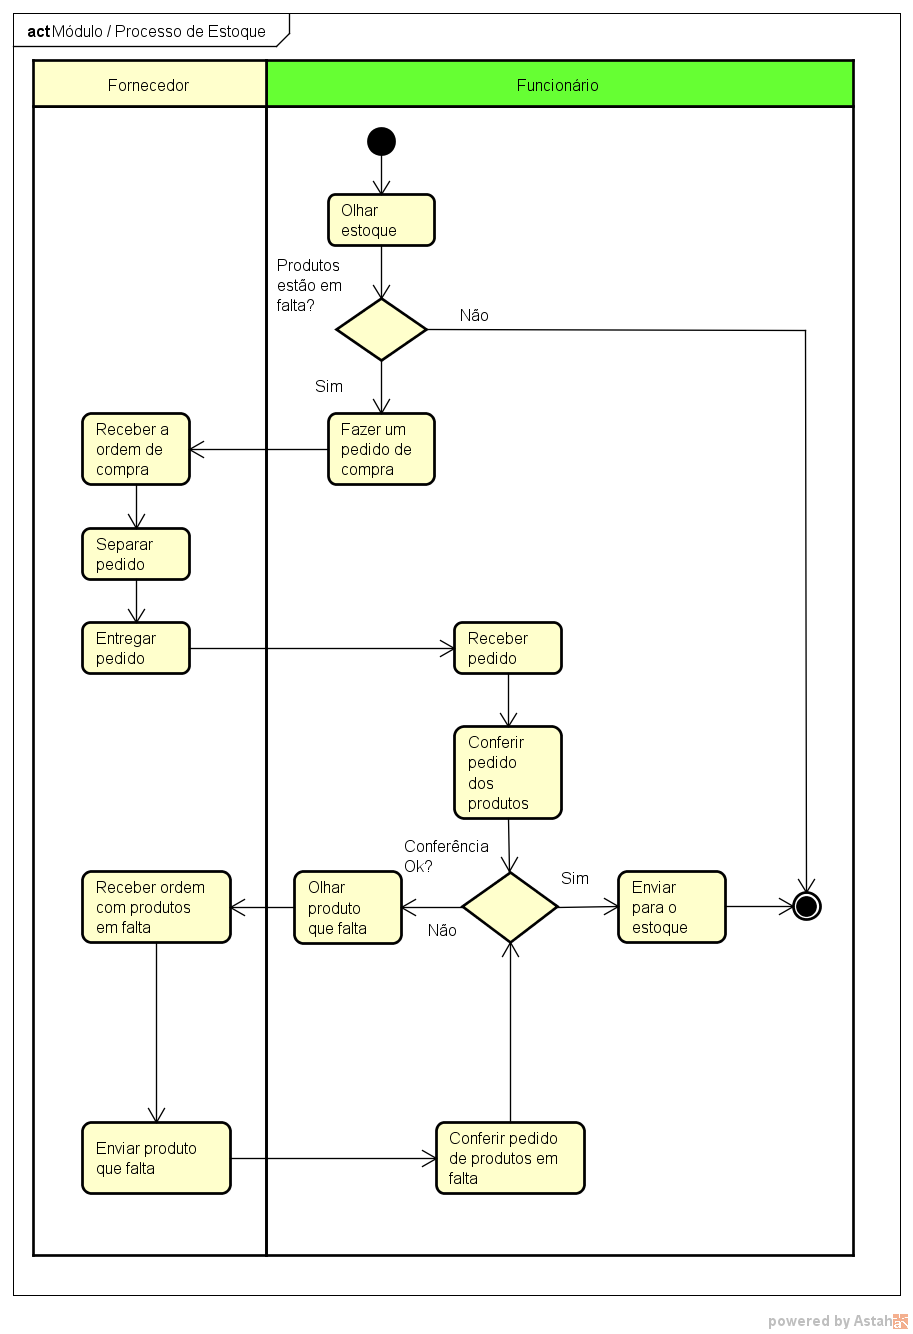 act Módulo / Processo de Estoque
Fornecedor
Funcionário
Olhar
estoque
Produtos
estão em
falta?
Não
Sim
Receber a
ordem de
compra
Fazer um
pedido de
compra
Separar
pedido
Entregar
pedido
Receber
pedido
Conferir
pedido
dos
produtos
Conferência
Ok?
Sim
Não
Receber ordem
com produtos
em falta
Olhar
produto
que falta
Enviar
para o
estoque
Enviar produto
que falta
Conferir pedido
de produtos em
falta
powered by Astah